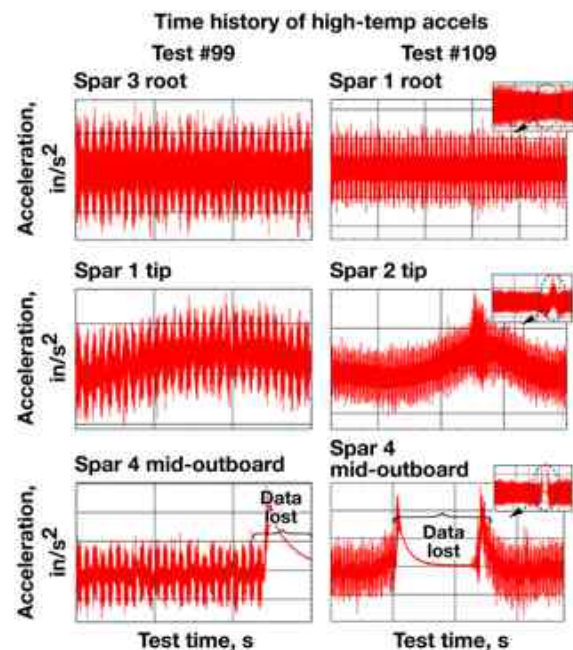 Time history of high-temp accels
Test #99
Test #109
Spar 3 root
Spar 1 root
Acceleration,
in/s²
Spar 1 tip
Spar 2 tip
Acceleration,
in/s²
Spar 4 mid-outboard
Spar 4
mid-outboard
Acceleration,
in/s²
Data
lost
Data
lost
Test time, s
Test time, s